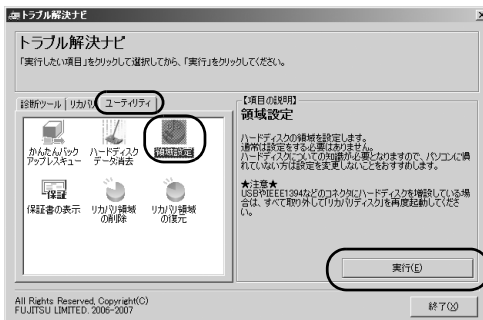 トラブル解決ナビ
トラブル解決ナビ
「実行したい項目」をクリックして選択してから、「実行」をクリックしてください。
診断ツール リカバリ ユーティリティ
かんたんバック
アップレスキュー
ハードディスク
データ消去
領域設定
保証
保証書の表示
リカバリ領域
の削除
リカバリ領域
の復元
【項目の説明】
領域設定
ハードディスクの領域を設定します。
通常は設定をする必要はありません。
ハードディスクについての知識が必要となりますので、パソコンに慣
れていない方は設定を変更しないことをおすすめします。
★注意★
USBやIEEE1394などのコネクタにハードディスクを増設している場
合は、すべて取り外して「リカバリディスク」を再度起動してくださ
い。
実行(E)
All Rights Reserved, Copyright(C)
FUJITSU LIMITED. 2006-2007
終了(X)